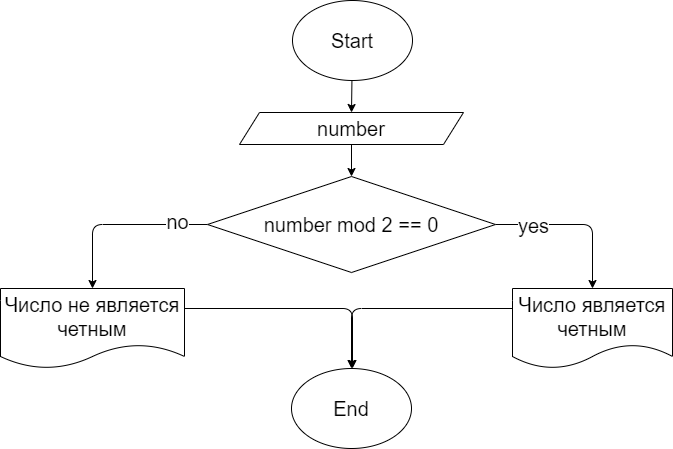 Start
number
number mod 2 == 0
no
yes
Число не является
четным
Число является
четным
End